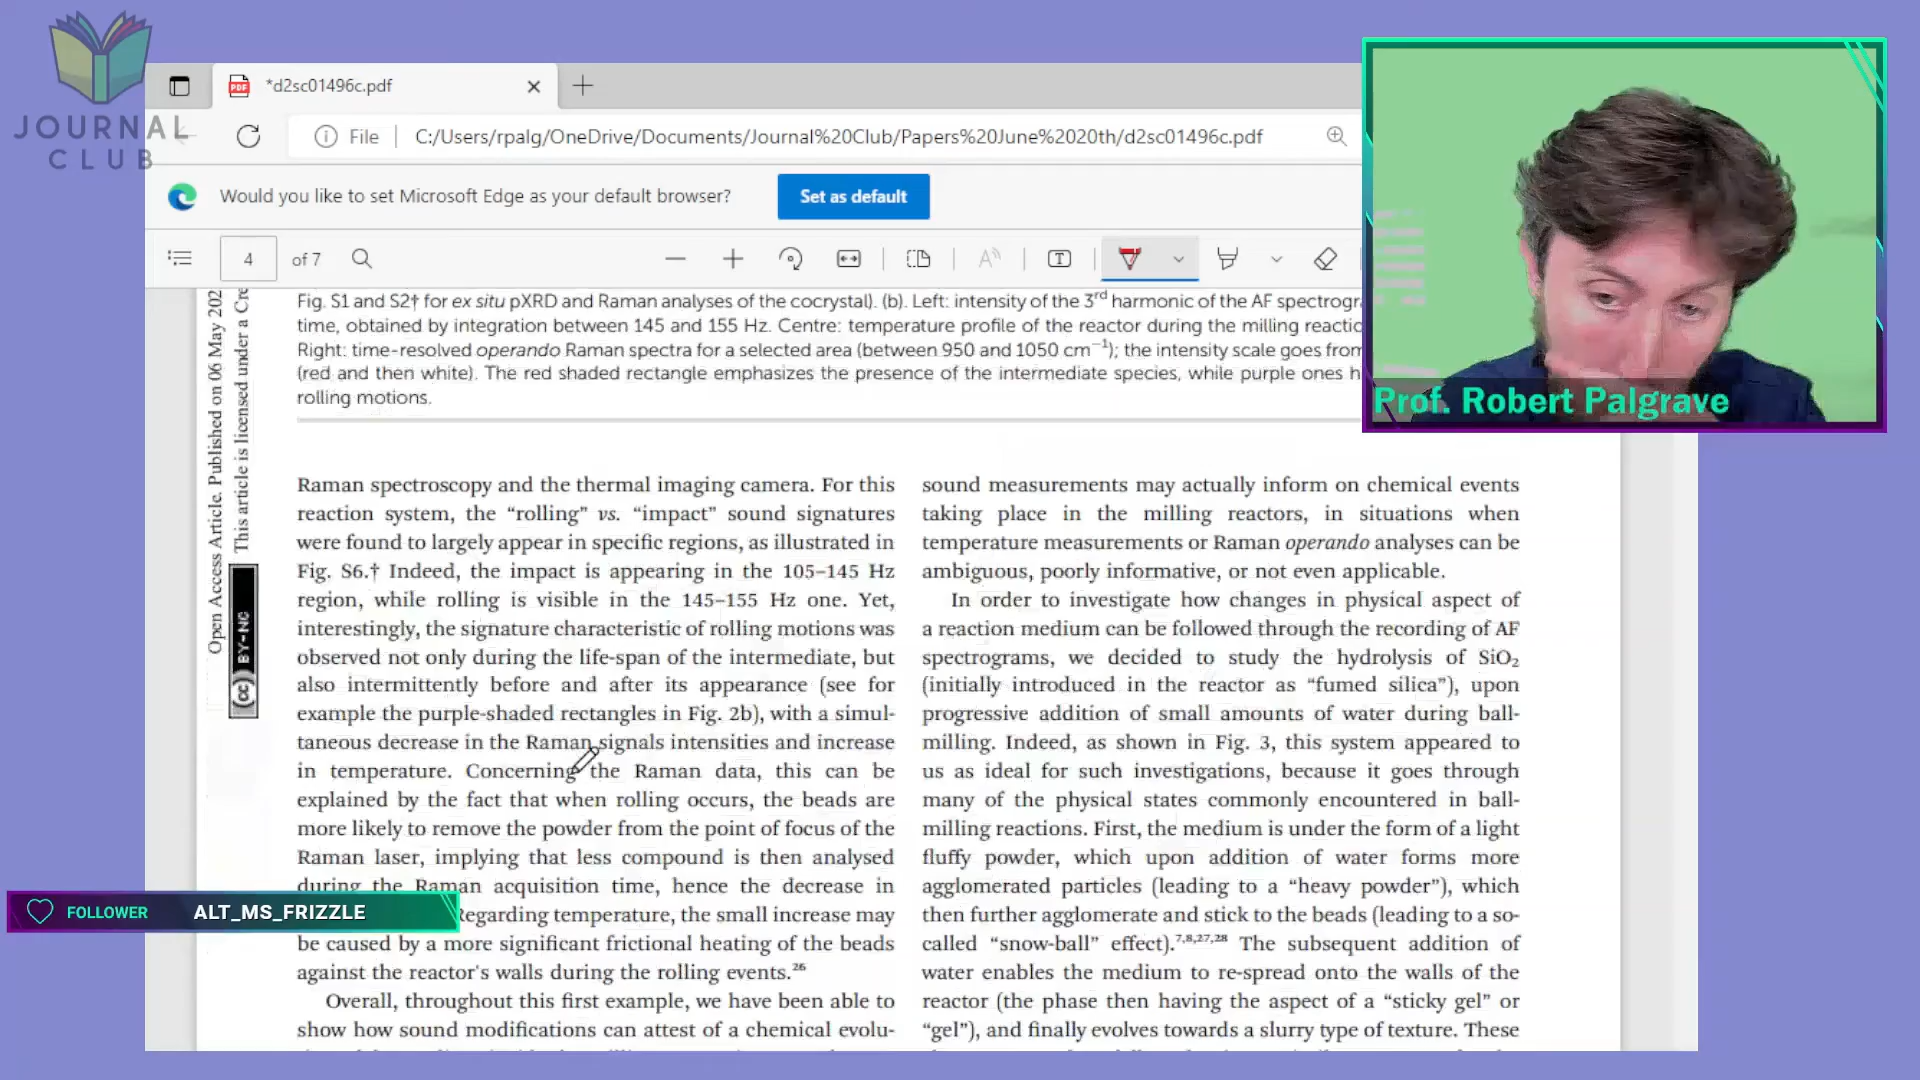 JOURNAL
CLUB
*d2sc01496c.pdf
File
C:/Users/rpalg/OneDrive/Documents/Journal%20Club/Papers%20June%2020th/d2sc01496c.pdf
Would you like to set Microsoft Edge as your default browser?
Set as default
4
of 7
Prof. Robert Palgrave
Open Access Article. Published on 06 May 202
This article is licensed under a Cre
BY-NC
cc
Fig. S1 and S2† for ex situ pXRD and Raman analyses of the cocrystal). (b). Left: intensity of the 3rd harmonic of the AF spectrogra
time, obtained by integration between 145 and 155 Hz. Centre: temperature profile of the reactor during the milling reactio
Right: time-resolved operando Raman spectra for a selected area (between 950 and 1050 cm−1); the intensity scale goes from
(red and then white). The red shaded rectangle emphasizes the presence of the intermediate species, while purple ones h
rolling motions.
Raman spectroscopy and the thermal imaging camera. For this
reaction system, the “rolling” vs. “impact” sound signatures
were found to largely appear in specific regions, as illustrated in
Fig. S6.† Indeed, the impact is appearing in the 105–145 Hz
region, while rolling is visible in the 145–155 Hz one. Yet,
interestingly, the signature characteristic of rolling motions was
observed not only during the life-span of the intermediate, but
also intermittently before and after its appearance (see for
example the purple-shaded rectangles in Fig. 2b), with a simul-
taneous decrease in the Raman signals intensities and increase
in temperature. Concerning the Raman data, this can be
explained by the fact that when rolling occurs, the beads are
more likely to remove the powder from the point of focus of the
Raman laser, implying that less compound is then analysed
during the Raman acquisition time, hence the decrease in
Regarding temperature, the small increase may
be caused by a more significant frictional heating of the beads
against the reactor's walls during the rolling events.26
Overall, throughout this first example, we have been able to
show how sound modifications can attest of a chemical evolu-
sound measurements may actually inform on chemical events
taking place in the milling reactors, in situations when
temperature measurements or Raman operando analyses can be
ambiguous, poorly informative, or not even applicable.
In order to investigate how changes in physical aspect of
a reaction medium can be followed through the recording of AF
spectrograms, we decided to study the hydrolysis of SiO2
(initially introduced in the reactor as “fumed silica”), upon
progressive addition of small amounts of water during ball-
milling. Indeed, as shown in Fig. 3, this system appeared to
us as ideal for such investigations, because it goes through
many of the physical states commonly encountered in ball-
milling reactions. First, the medium is under the form of a light
fluffy powder, which upon addition of water forms more
agglomerated particles (leading to a “heavy powder”), which
then further agglomerate and stick to the beads (leading to a so-
called “snow-ball” effect).7,8,27,28 The subsequent addition of
water enables the medium to re-spread onto the walls of the
reactor (the phase then having the aspect of a “sticky gel” or
“gel”), and finally evolves towards a slurry type of texture. These
FOLLOWER
ALT_MS_FRIZZLE